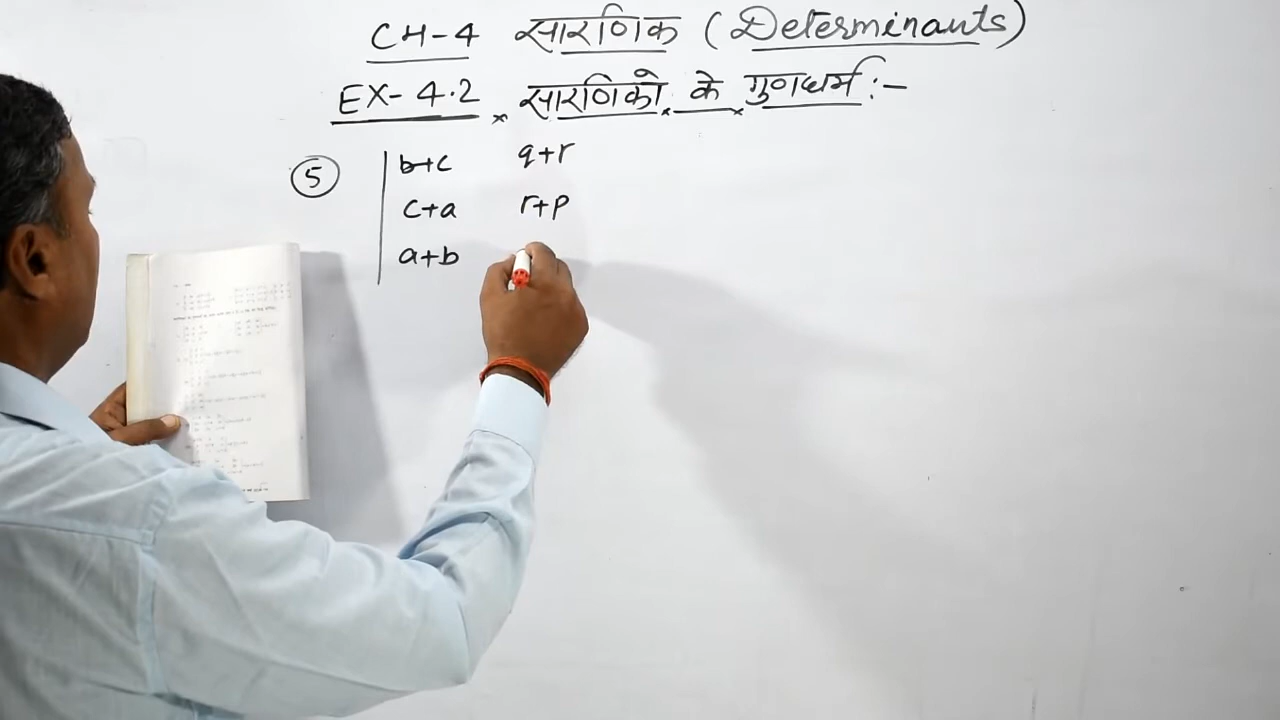 CH-4 सारणिक (Determinants)
EX-4.2 सारणिको के गुणधर्म :-
5 b+c q+r
c+a r+p
a+b